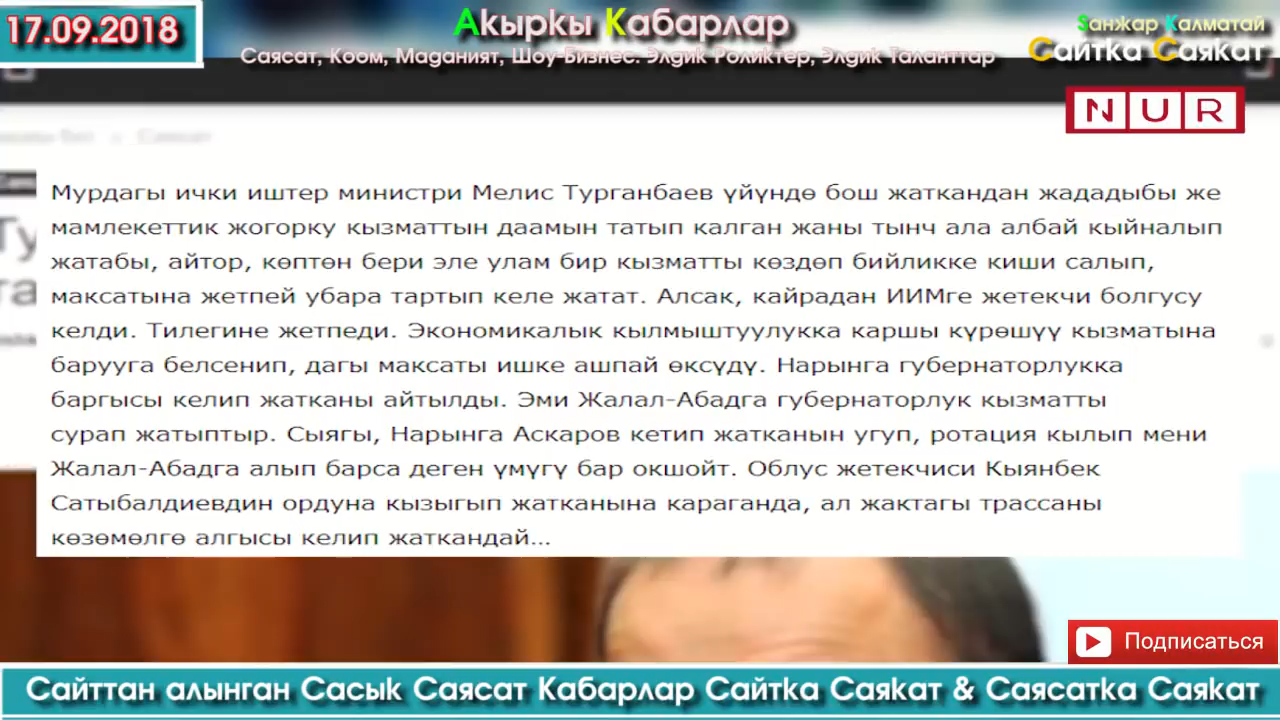 17.09.2018
Акыркы Кабарлар
Санжар Калматай
Саясат, Коом, Маданият, Шоу-Бизнес. Элдик Роликтер, Элдик Таланттар
Сайтка Саякат
NUR
Саясат
Мурдагы ички иштер министри Мелис Турганбаев үйүндө бош жаткандан жададыбы же
мамлекеттик жогорку кызматтын даамын татып калган жаны тынч ала албай кыйналып
жатабы, айтор, көптөн бери эле улам бир кызматты көздөп бийликке киши салып,
максатына жетпей убара тартып келе жатат. Алсак, кайрадан ИИМге жетекчи болгусу
келди. Тилегине жетпеди. Экономикалык кылмыштуулукка каршы күрөшүү кызматына
барууга белсенип, дагы максаты ишке ашпай өксүдү. Нарынга губернаторлукка
баргысы келип жатканы айтылды. Эми Жалал-Абадга губернаторлук кызматты
сурап жатыптыр. Сыягы, Нарынга Аскаров кетип жатканын угуп, ротация кылып мени
Жалал-Абадга алып барса деген үмүгү бар окшойт. Облус жетекчиси Кыянбек
Сатыбалдиевдин ордуна кызыгып жатканына караганда, ал жактагы трассаны
көзөмөлгө алгысы келип жаткандай...
Подписаться
Сайттан алынган Сасык Саясат Кабарлар Сайтка Саякат & Саясатка Саякат